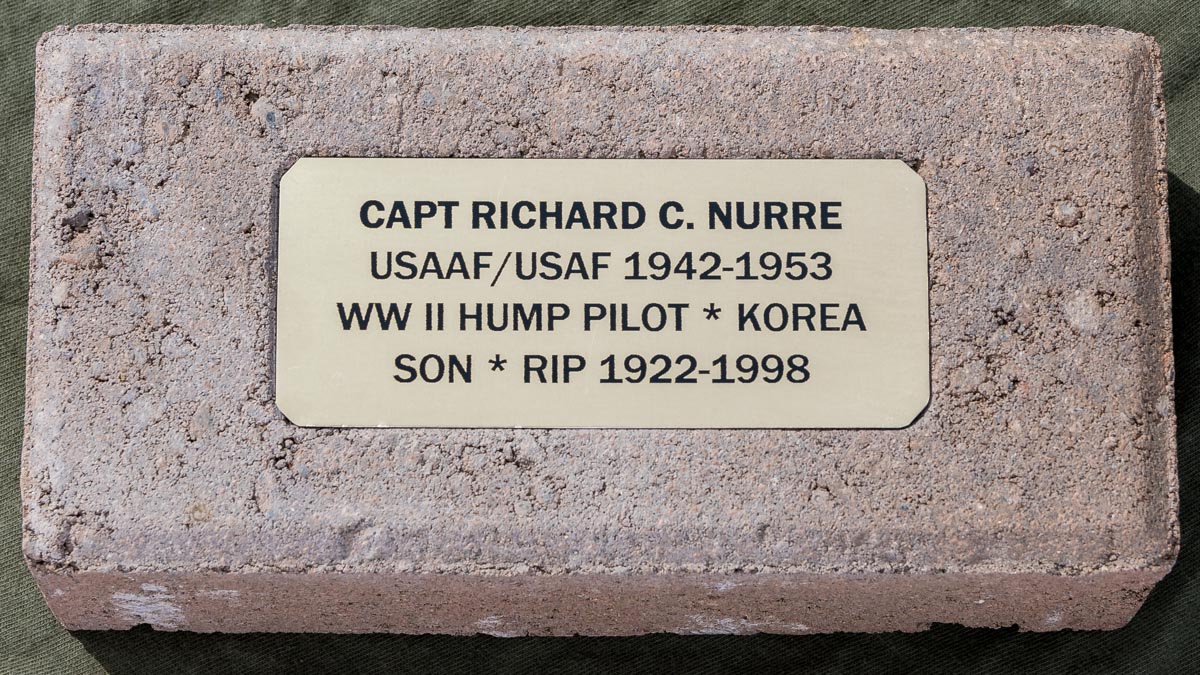 CAPT RICHARD C. NURRE
USAAF/USAF 1942-1953
WW II HUMP PILOT * KOREA
SON * RIP 1922-1998